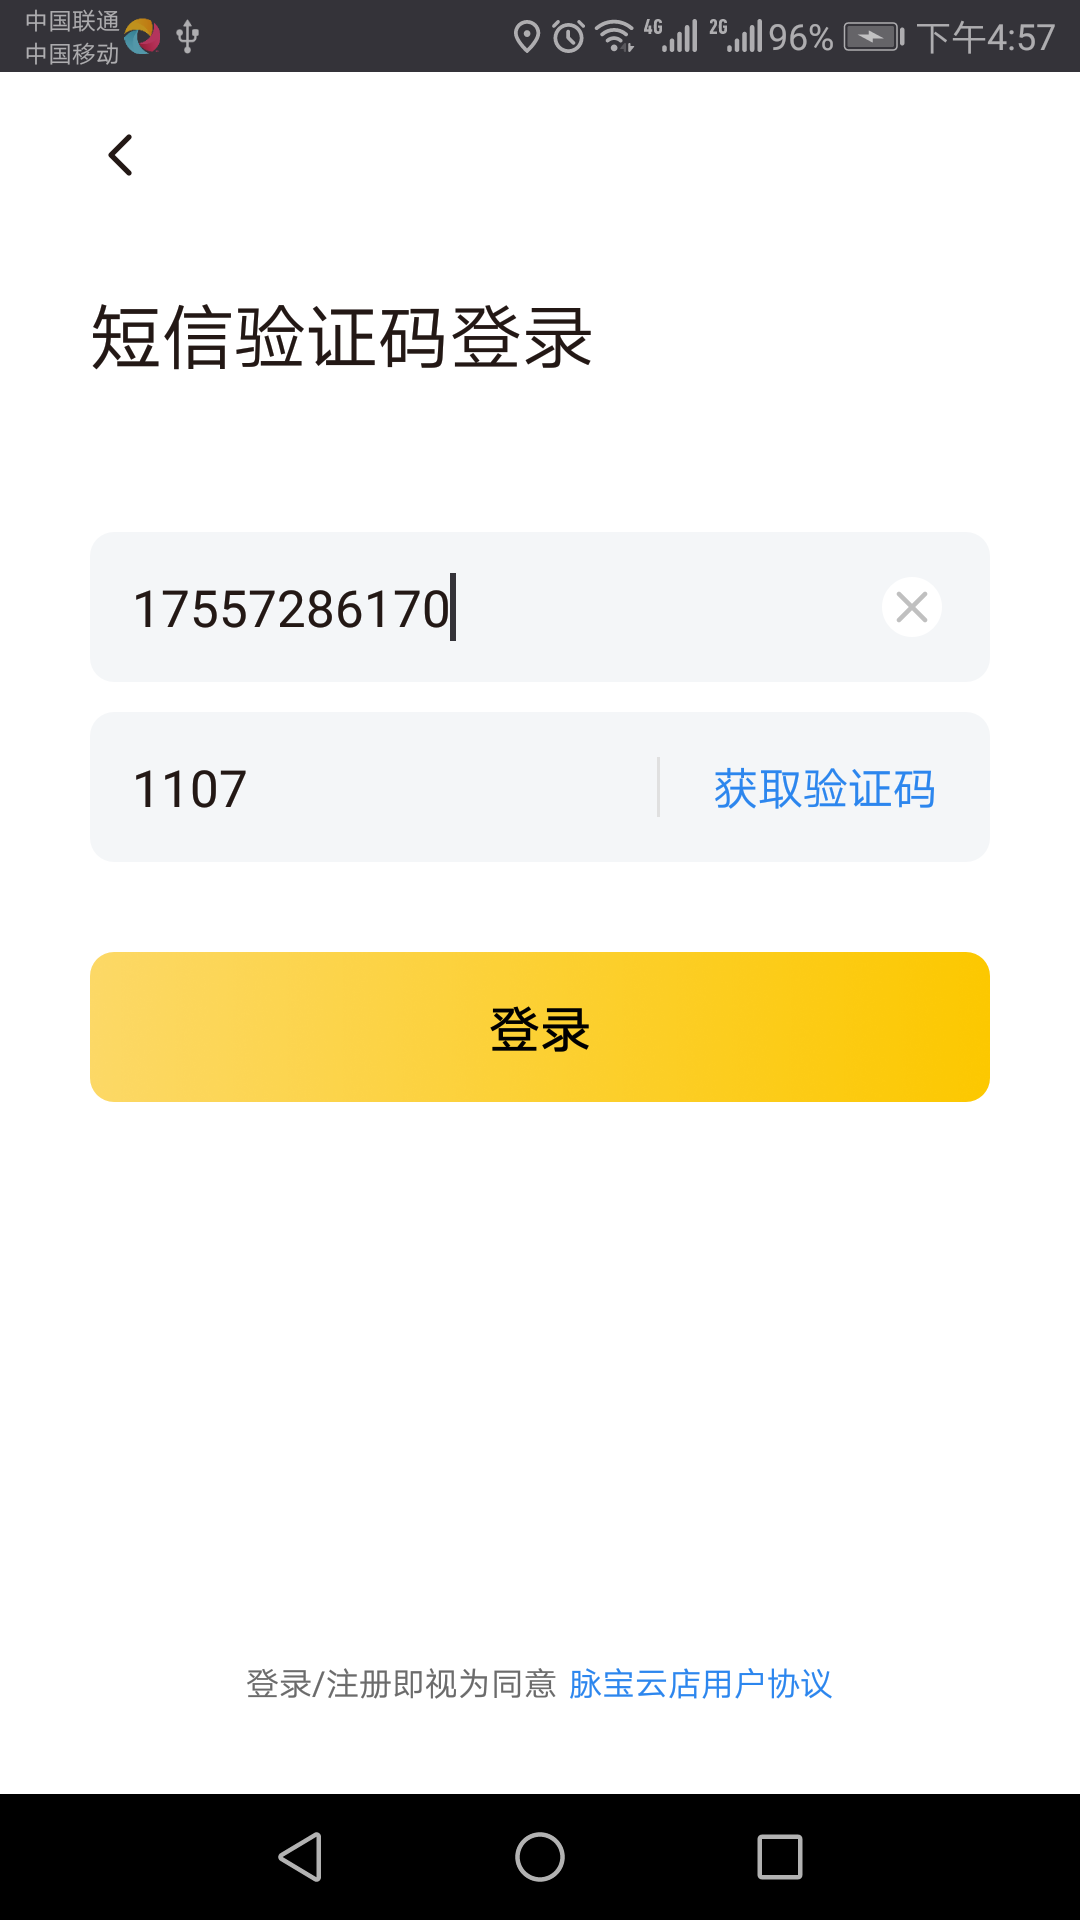 中国联通
中国移动
4G 2G 96% 下午4:57
短信验证码登录
17557286170
1107 获取验证码
登录
登录/注册即视为同意 脉宝云店用户协议